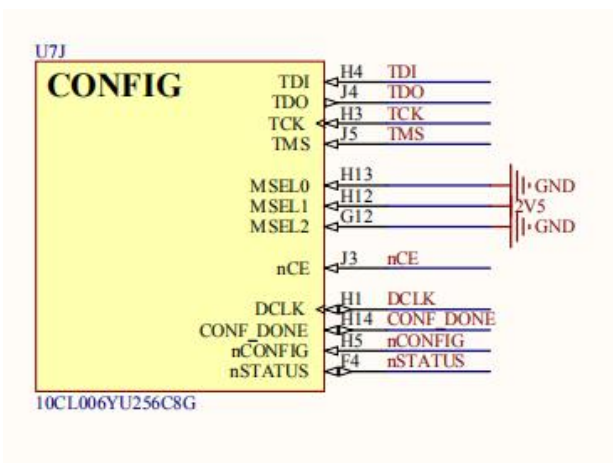 U7J
CONFIG
TDI H4 TDI
TDO J4 TDO
TCK H3 TCK
TMS J5 TMS
MSEL0 H13 GND
MSEL1 H12 2V5
MSEL2 G12 GND
nCE J3 nCE
DCLK H1 DCLK
CONF_DONE H14 CONF_DONE
nCONFIG H5 nCONFIG
nSTATUS F4 nSTATUS
10CL006YU256C8G